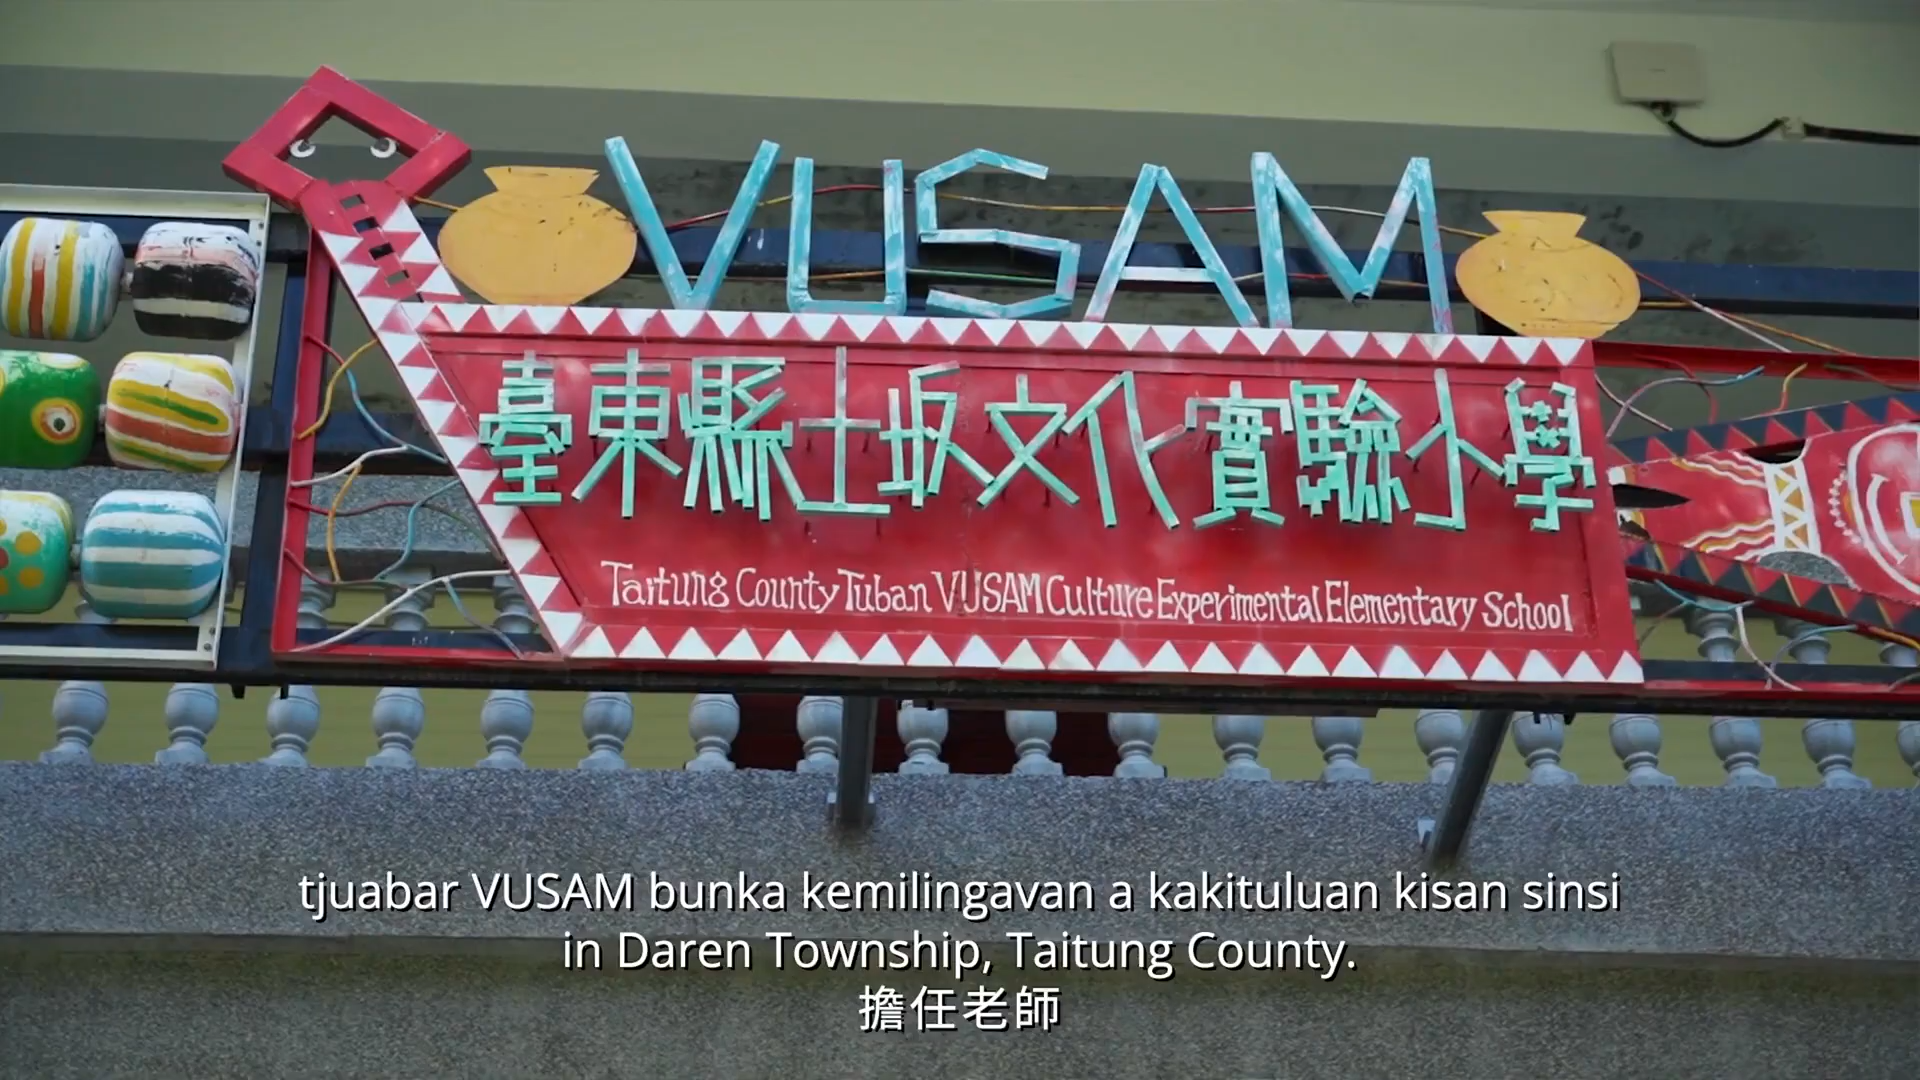 VUSAM
臺東縣土坂文化實驗小學
Taitung County Tuban VUSAM Culture Experimental Elementary School
tjuabar VUSAM bunka kemilingavan a kakituluan kisan sinsi
in Daren Township, Taitung County.
擔任老師